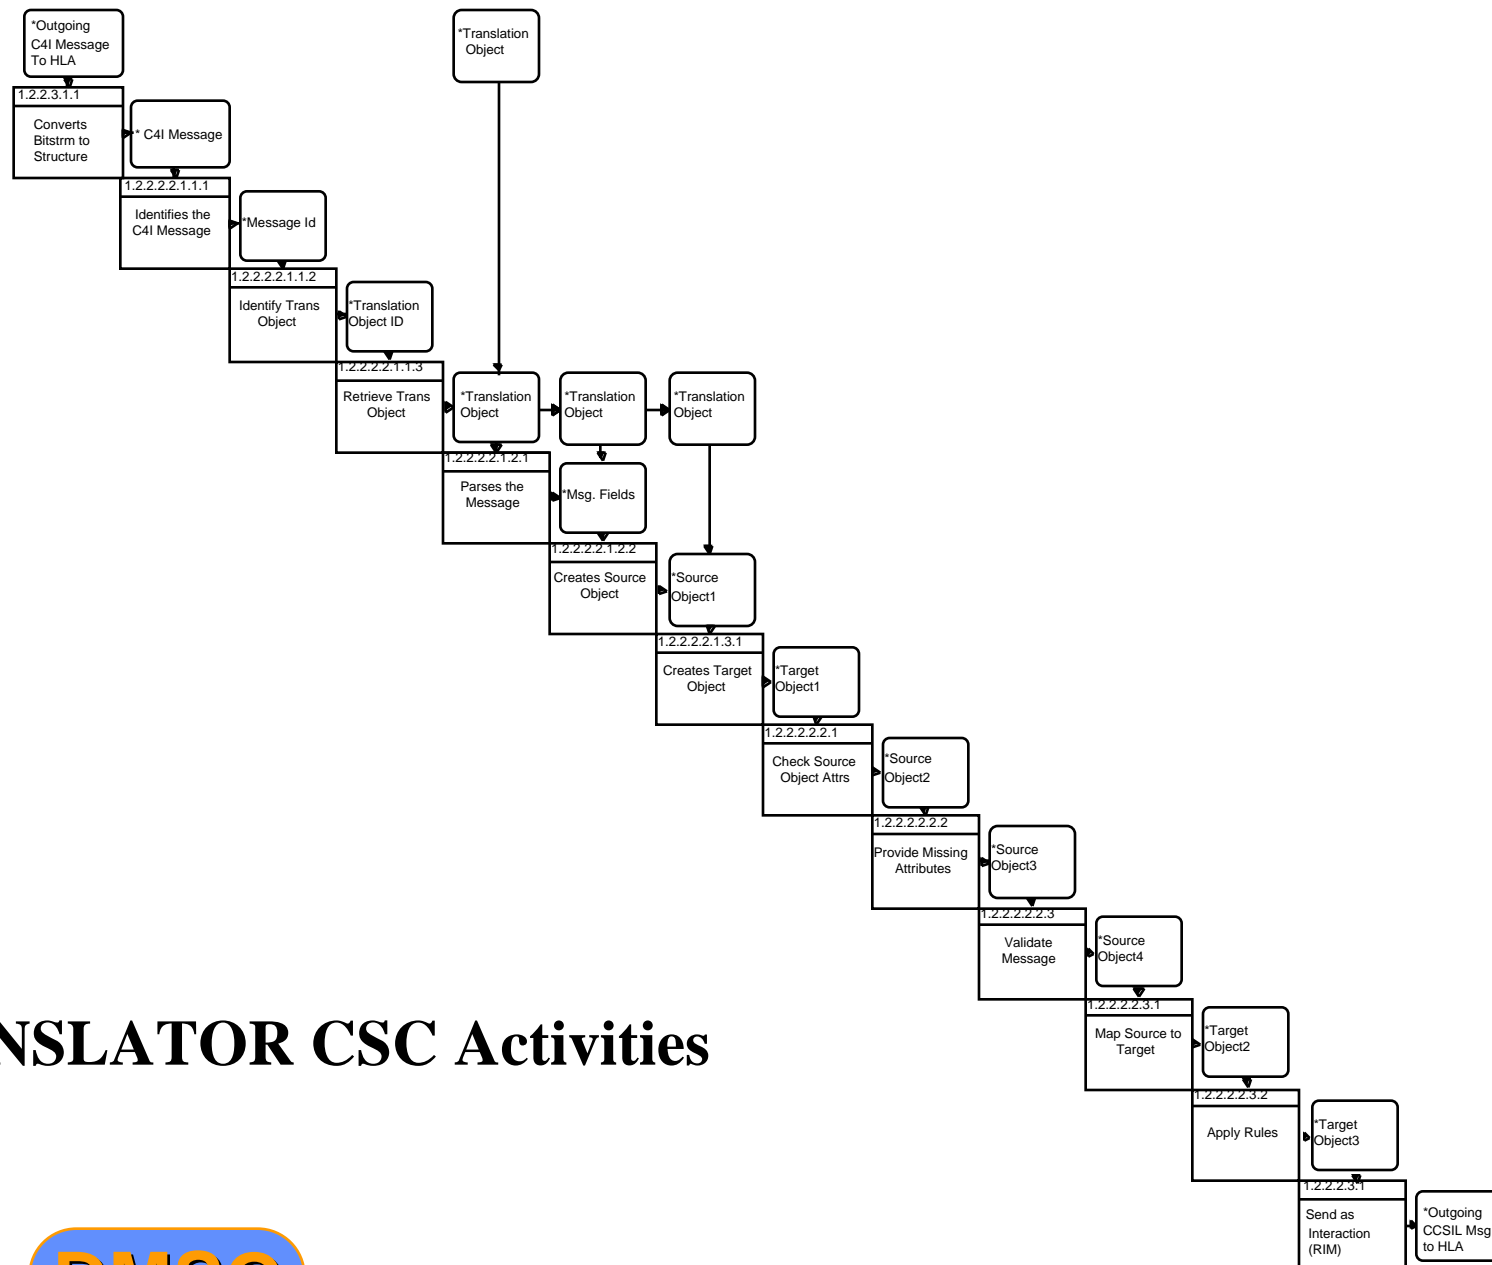 *Outgoing
C4I Message
To HLA
*Translation
Object
1.2.2.3.1.1
Converts
Bitstrm to
Structure
* C4I Message
1.2.2.2.2.1.1.1
Identifies the
C4I Message
*Message Id
1.2.2.2.2.1.1.2
Identify Trans
Object
*Translation
Object ID
1.2.2.2.2.1.1.3
Retrieve Trans
Object
*Translation
Object
*Translation
Object
*Translation
Object
1.2.2.2.2.1.2.1
Parses the
Message
*Msg. Fields
1.2.2.2.2.1.2.2
Creates Source
Object
*Source
Object1
1.2.2.2.2.1.3.1
Creates Target
Object
*Target
Object1
1.2.2.2.2.2.1
Check Source
Object Attrs
*Source
Object2
1.2.2.2.2.2.2
Provide Missing
Attributes
*Source
Object3
1.2.2.2.2.2.3
Validate
Message
*Source
Object4
1.2.2.2.2.3.1
Map Source to
Target
*Target
Object2
1.2.2.2.2.3.2
Apply Rules
*Target
Object3
1.2.2.2.3.1
Send as
Interaction
(RIM)
*Outgoing
CCSIL Msg
to HLA
NSLATOR CSC Activities
DMSO